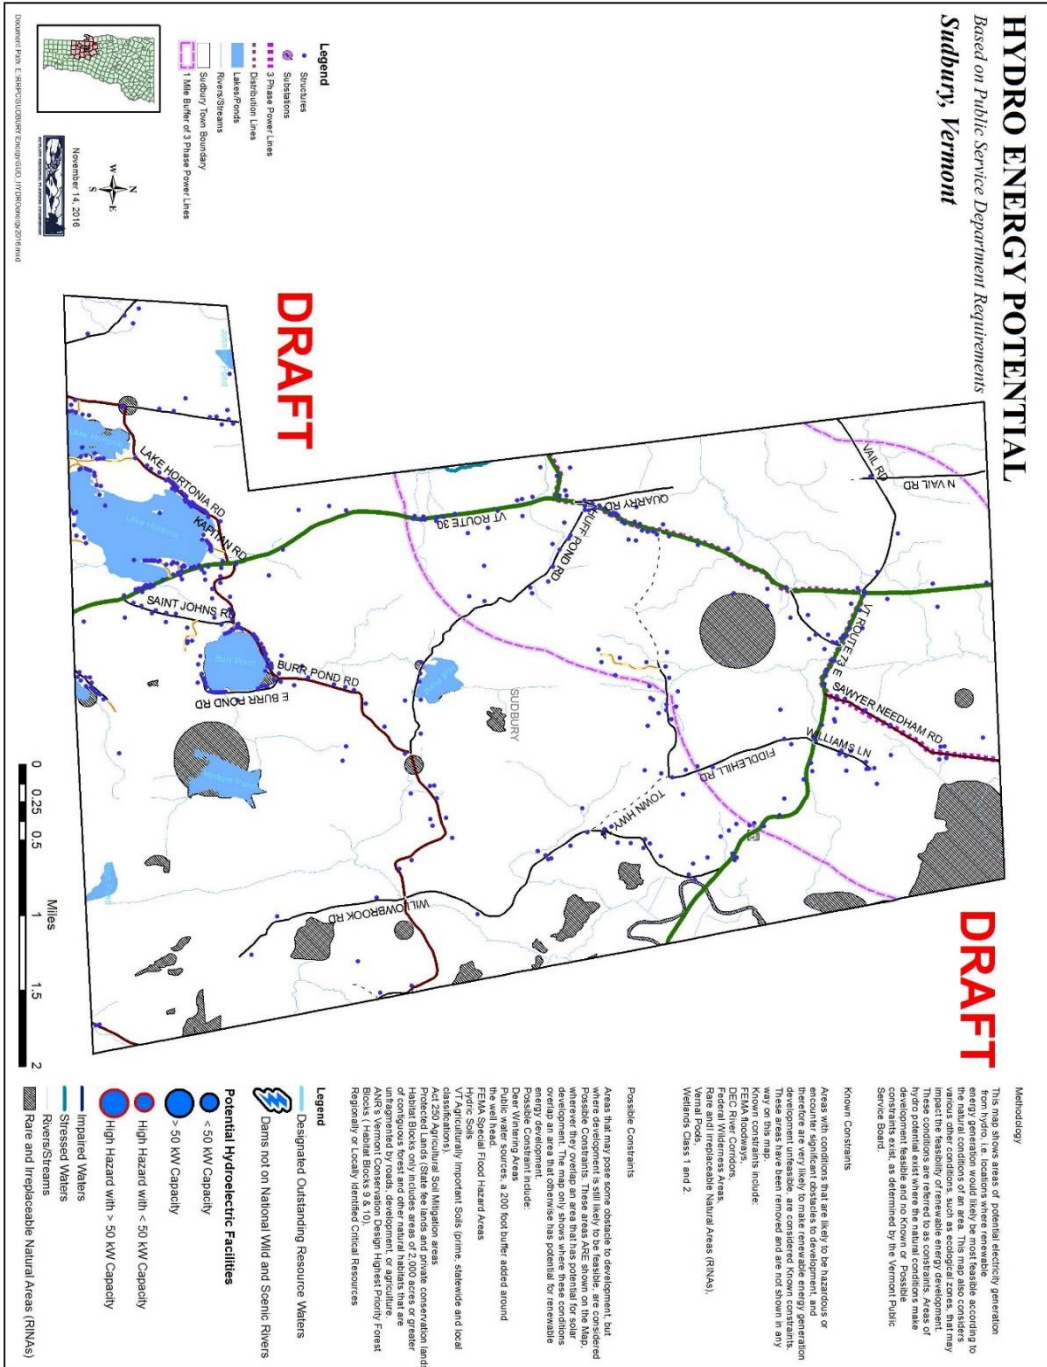 HYDRO ENERGY POTENTIAL
Based on Public Service Department Requirements
Sudbury, Vermont
DRAFT
DRAFT
N VAIL RD
VAIL RD
VT ROUTE 73 E
SAWYER NEEDHAM RD
WILLIAMS LN
FIDDLEHILL RD
TOWN HWY
QUARRY RD
HUFF POND RD
VT ROUTE 30
SUDBURY
LAKE HORTONIA RD
KAPITAN RD
Lake Hortonia
SAINT JOHNS RD
Burr Pond
BURR POND RD
E BURR POND RD
WILLOWBROOK RD
Legend
Structures
Substations
3 Phase Power Lines
Distribution Lines
Lakes/Ponds
Rivers/Streams
Sudbury Town Boundary
1 Mile Buffer of 3 Phase Power Lines
N
W
E
S
November 14, 2016
0 0.25 0.5 1 1.5 2
Miles
Methodology
This map shows areas of potential electricity generation
from hydro, i.e. locations where renewable
energy generation would likely be most feasible according to
the natural conditions of an area. This map also considers
various other conditions, such as ecological zones, that may
impact the feasibility of renewable energy development.
These conditions are referred to as constraints. Areas of
hydro potential exist where the natural conditions make
development feasible and no Known or Possible
constraints exist, as determined by the Vermont Public
Service Board.
Known Constraints
Areas with conditions that are likely to be hazardous or
encounter significant obstacles to development, and
therefore are very likely to make renewable energy generation
development unfeasible, are considered Known constraints.
These areas have been removed and are not shown in any
way on this map.
Known constraints include:
FEMA Floodways,
DEC River Corridors,
Federal Wilderness Areas,
Rare and Irreplaceable Natural Areas (RINAs),
Vernal Pools,
Wetlands Class 1 and 2.
Possible Constraints
Areas that may pose some obstacle to development, but
where development is still likely to be feasible, are considered
Possible Constraints. These areas ARE shown on the Map,
wherever they Overlap an area that has potential for solar
development. The map only shows where these conditions
overlap an area that otherwise has potential for renewable
energy development.
Possible Constraint include:
Deer Wintering Areas
Public water sources, a 200 foot buffer added around
the well head.
FEMA Special Flood Hazard Areas
Hydric Soils
VT Agriculturally Important Soils (prime, statewide and local
classifications).
Act 250 Agricultural Soil Mitigation areas
Protected Lands (State fee lands and private conservation lands
Habitat Blocks only includes areas of 2,000 acres or greater
of contiguous forest and other natural habitats that are
unfragmented by roads, development, or agriculture.
ANR's Vermont Conservation Design Highest Priority Forest
Blocks (Habitat Blocks 9 & 10).
Regionally or Locally Identified Critical Resources
Legend
Designated Outstanding Resource Waters
Dams not on National Wild and Scenic Rivers
Potential Hydroelectric Facilities
< 50 kW Capacity
> 50 kW Capacity
High Hazard with < 50 kW Capacity
High Hazard with > 50 kW Capacity
Impaired Waters
Stressed Waters
Rivers/Streams
Rare and Irreplaceable Natural Areas (RINAs)